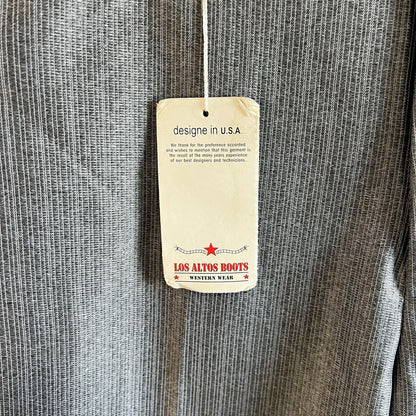 designe in U.S.A.
We thank for the preference accorded
and wishes to mention that this garment is
the result of the many years experience
of our best designers and technicians.
LOS ALTOS BOOTS
WESTERN WEAR